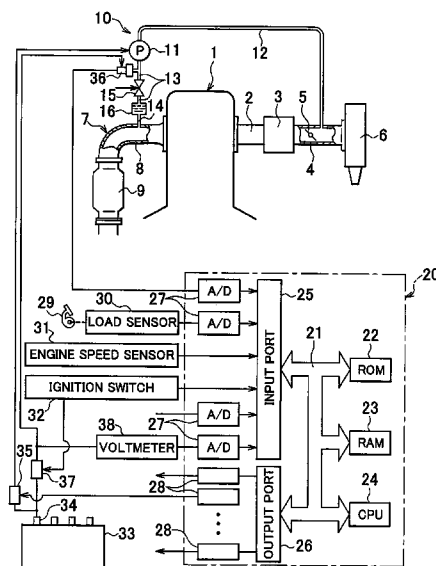 10
P
11
1
12
36
13
15
14
16
7
8
9
2
3
5
4
6
20
29
30
27
A/D
25
LOAD SENSOR
A/D
31
21
22
ENGINE SPEED SENSOR
INPUT PORT
ROM
IGNITION SWITCH
32
A/D
23
38
27
RAM
VOLTMETER
A/D
35
37
28
24
34
OUTPUT PORT
CPU
33
28
26